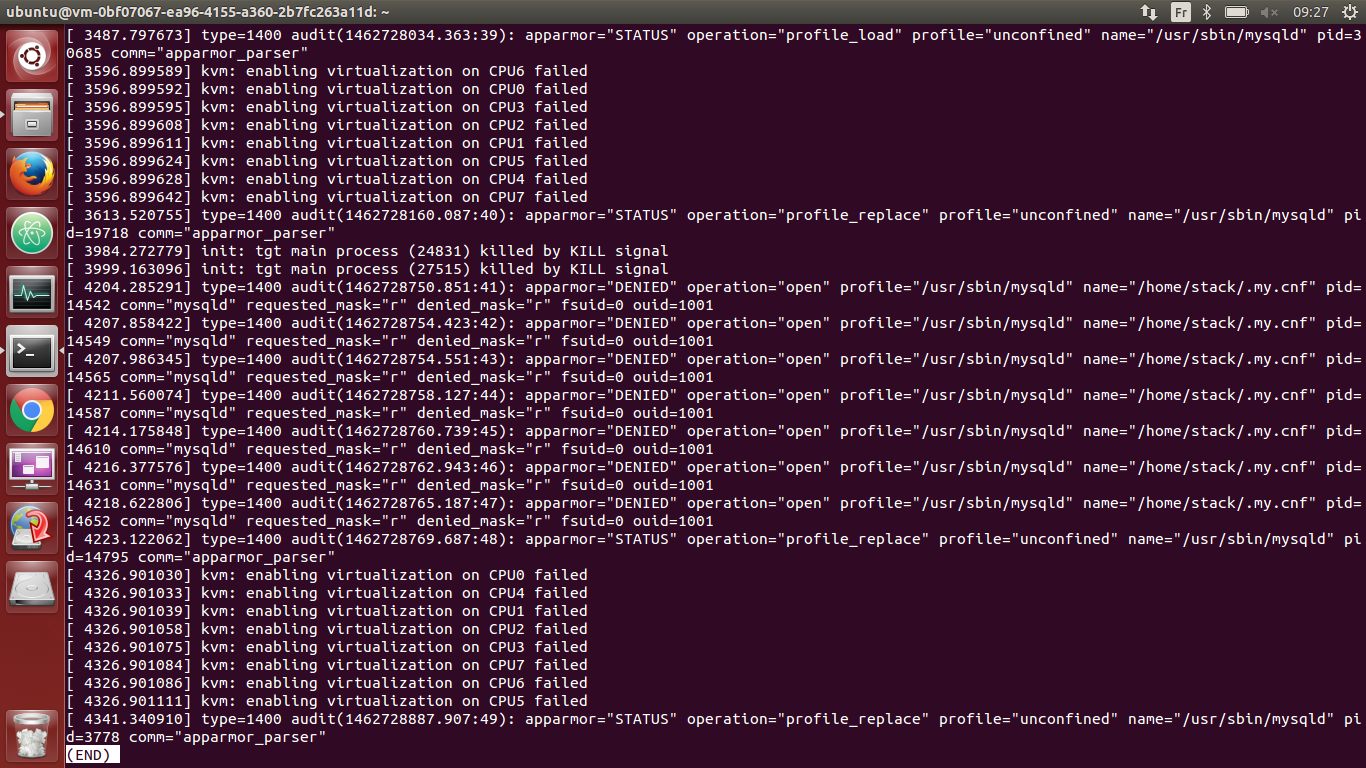 ubuntu@vm-0bf07067-ea96-4155-a360-2b7fc263a11d: ~
Fr
09:27
[ 3487.797673] type=1400 audit(1462728034.363:39): apparmor="STATUS" operation="profile_load" profile="unconfined" name="/usr/sbin/mysqld" pid=3
0685 comm="apparmor_parser"
[ 3596.899589] kvm: enabling virtualization on CPU6 failed
[ 3596.899592] kvm: enabling virtualization on CPU0 failed
[ 3596.899595] kvm: enabling virtualization on CPU3 failed
[ 3596.899608] kvm: enabling virtualization on CPU2 failed
[ 3596.899611] kvm: enabling virtualization on CPU1 failed
[ 3596.899624] kvm: enabling virtualization on CPU5 failed
[ 3596.899628] kvm: enabling virtualization on CPU4 failed
[ 3596.899642] kvm: enabling virtualization on CPU7 failed
[ 3613.520755] type=1400 audit(1462728160.087:40): apparmor="STATUS" operation="profile_replace" profile="unconfined" name="/usr/sbin/mysqld" pi
d=19718 comm="apparmor_parser"
[ 3984.272779] init: tgt main process (24831) killed by KILL signal
[ 3999.163096] init: tgt main process (27515) killed by KILL signal
[ 4204.285291] type=1400 audit(1462728750.851:41): apparmor="DENIED" operation="open" profile="/usr/sbin/mysqld" name="/home/stack/.my.cnf" pid=
14542 comm="mysqld" requested_mask="r" denied_mask="r" fsuid=0 ouid=1001
[ 4207.858422] type=1400 audit(1462728754.423:42): apparmor="DENIED" operation="open" profile="/usr/sbin/mysqld" name="/home/stack/.my.cnf" pid=
14549 comm="mysqld" requested_mask="r" denied_mask="r" fsuid=0 ouid=1001
[ 4207.986345] type=1400 audit(1462728754.551:43): apparmor="DENIED" operation="open" profile="/usr/sbin/mysqld" name="/home/stack/.my.cnf" pid=
14565 comm="mysqld" requested_mask="r" denied_mask="r" fsuid=0 ouid=1001
[ 4211.560074] type=1400 audit(1462728758.127:44): apparmor="DENIED" operation="open" profile="/usr/sbin/mysqld" name="/home/stack/.my.cnf" pid=
14587 comm="mysqld" requested_mask="r" denied_mask="r" fsuid=0 ouid=1001
[ 4214.175848] type=1400 audit(1462728760.739:45): apparmor="DENIED" operation="open" profile="/usr/sbin/mysqld" name="/home/stack/.my.cnf" pid=
14610 comm="mysqld" requested_mask="r" denied_mask="r" fsuid=0 ouid=1001
[ 4216.377576] type=1400 audit(1462728762.943:46): apparmor="DENIED" operation="open" profile="/usr/sbin/mysqld" name="/home/stack/.my.cnf" pid=
14631 comm="mysqld" requested_mask="r" denied_mask="r" fsuid=0 ouid=1001
[ 4218.622806] type=1400 audit(1462728765.187:47): apparmor="DENIED" operation="open" profile="/usr/sbin/mysqld" name="/home/stack/.my.cnf" pid=
14652 comm="mysqld" requested_mask="r" denied_mask="r" fsuid=0 ouid=1001
[ 4223.122062] type=1400 audit(1462728769.687:48): apparmor="STATUS" operation="profile_replace" profile="unconfined" name="/usr/sbin/mysqld" pi
d=14795 comm="apparmor_parser"
[ 4326.901030] kvm: enabling virtualization on CPU0 failed
[ 4326.901033] kvm: enabling virtualization on CPU4 failed
[ 4326.901039] kvm: enabling virtualization on CPU1 failed
[ 4326.901058] kvm: enabling virtualization on CPU2 failed
[ 4326.901075] kvm: enabling virtualization on CPU3 failed
[ 4326.901084] kvm: enabling virtualization on CPU7 failed
[ 4326.901086] kvm: enabling virtualization on CPU6 failed
[ 4326.901111] kvm: enabling virtualization on CPU5 failed
[ 4341.340910] type=1400 audit(1462728887.907:49): apparmor="STATUS" operation="profile_replace" profile="unconfined" name="/usr/sbin/mysqld" pi
d=3778 comm="apparmor_parser"
(END)